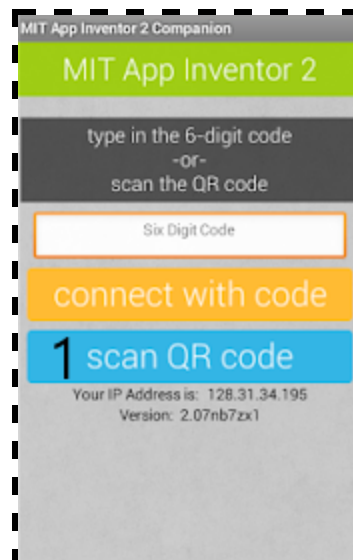 MIT App Inventor 2 Companion
MIT App Inventor 2
type in the 6-digit code
-or-
scan the QR code
Six Digit Code
connect with code
1 scan QR code
Your IP Address is: 128.31.34.195
Version: 2.07nb7zx1